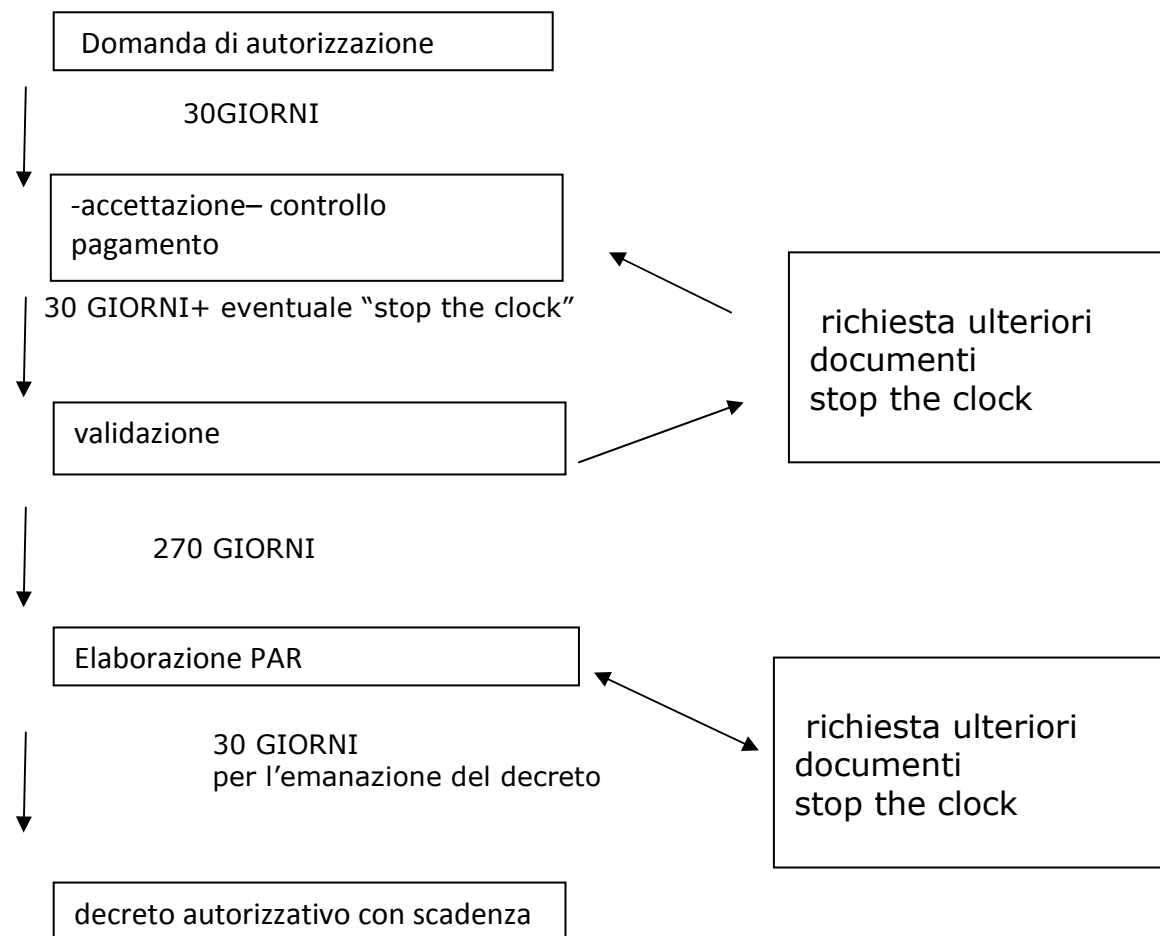 Domanda di autorizzazione
30GIORNI
-accettazione– controllo
pagamento
30 GIORNI+ eventuale “stop the clock”
richiesta ulteriori
documenti
stop the clock
validazione
270 GIORNI
Elaborazione PAR
richiesta ulteriori
documenti
stop the clock
30 GIORNI
per l’emanazione del decreto
decreto autorizzativo con scadenza